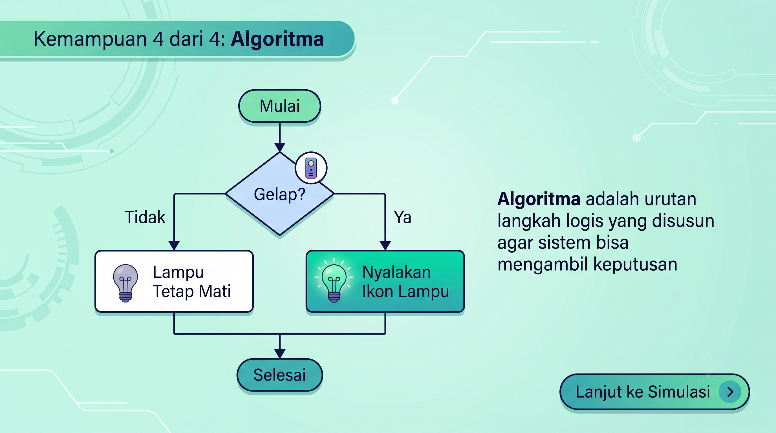 Kemampuan 4 dari 4: Algoritma
Mulai
Gelap?
Tidak
Ya
Lampu
Tetap Mati
Nyalakan
Ikon Lampu
Selesai
Algoritma adalah urutan
langkah logis yang disusun
agar sistem bisa
mengambil keputusan
Lanjut ke Simulasi